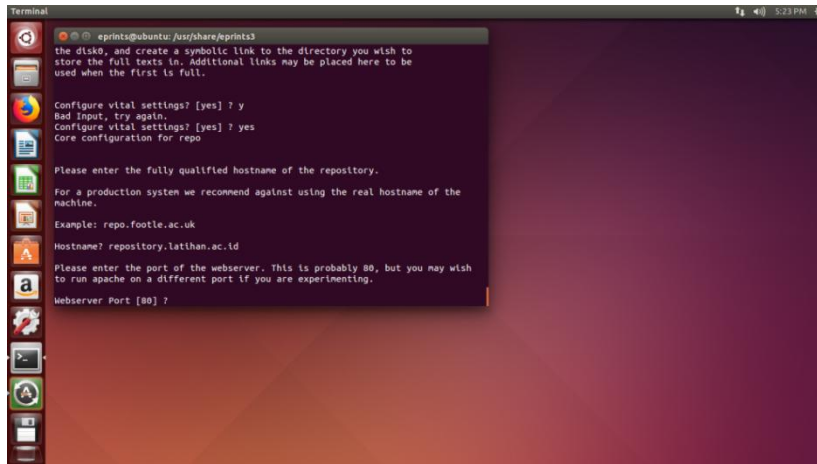 Terminal
5:23 PM
eprints@ubuntu: /usr/share/eprints3
the disk0, and create a symbolic link to the directory you wish to
store the full texts in. Additional links may be placed here to be
used when the first is full.
Configure vital settings? [yes] ? y
Bad Input, try again.
Configure vital settings? [yes] ? yes
Core configuration for repo
Please enter the fully qualified hostname of the repository.
For a production system we recommend against using the real hostname of the
machine.
Example: repo.footle.ac.uk
Hostname? repository.latihan.ac.id
Please enter the port of the webserver. This is probably 80, but you may wish
to run apache on a different port if you are experimenting.
Webserver Port [80] ?